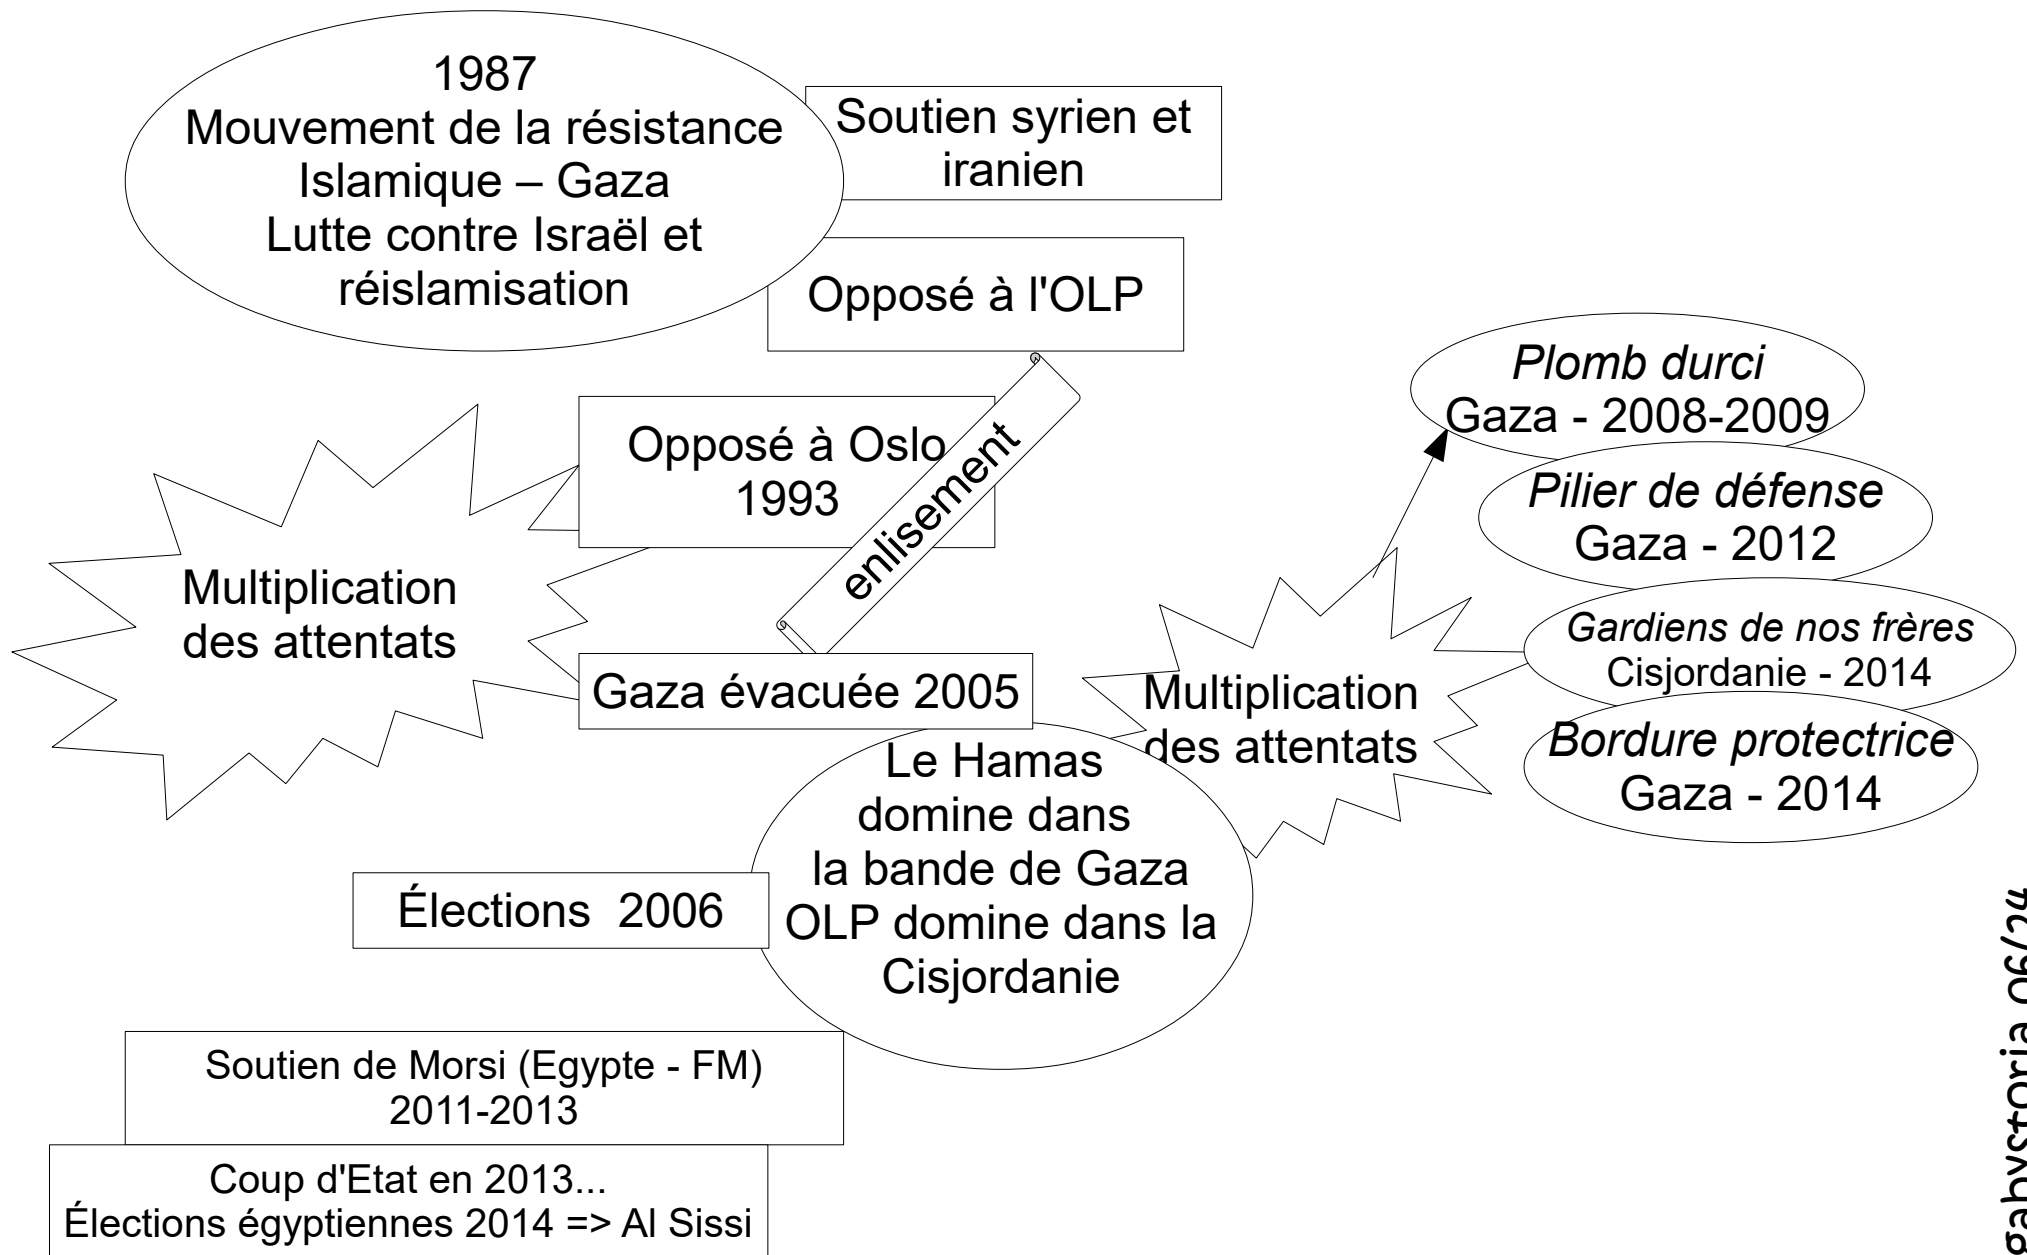 1987
Mouvement de la résistance
Islamique – Gaza
Lutte contre Israël et
réislamisation
Soutien syrien et
iranien
Opposé à l'OLP
Opposé à Oslo
1993
enlisement
Multiplication
des attentats
Gaza évacuée 2005
Le Hamas
domine dans
la bande de Gaza
OLP domine dans la
Cisjordanie
Élections  2006
Multiplication
des attentats
Plomb durci
Gaza - 2008-2009
Pilier de défense
Gaza - 2012
Gardiens de nos frères
Cisjordanie - 2014
Bordure protectrice
Gaza - 2014
Soutien de Morsi (Egypte - FM)
2011-2013
Coup d'Etat en 2013...
Élections égyptiennes 2014 => Al Sissi
gabystoria 06/24